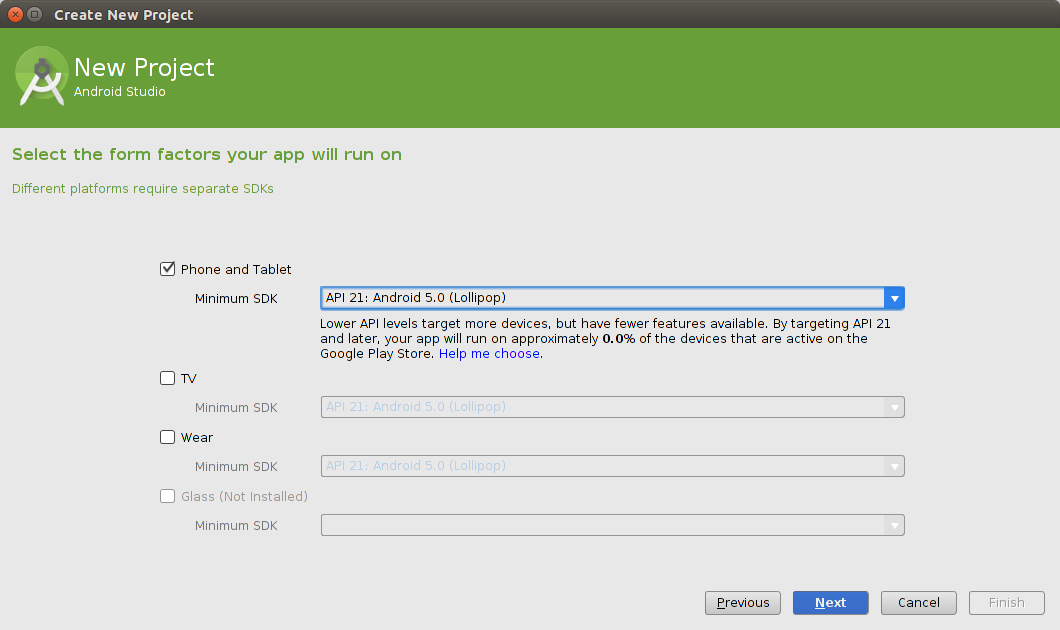 Create New Project
New Project
Android Studio
Select the form factors your app will run on
Different platforms require separate SDKs
Phone and Tablet
Minimum SDK API 21: Android 5.0 (Lollipop)
Lower API levels target more devices, but have fewer features available. By targeting API 21
and later, your app will run on approximately 0.0% of the devices that are active on the
Google Play Store. Help me choose.
TV
Minimum SDK API 21: Android 5.0 (Lollipop)
Wear
Minimum SDK API 21: Android 5.0 (Lollipop)
Glass (Not Installed)
Minimum SDK
Previous Next Cancel Finish